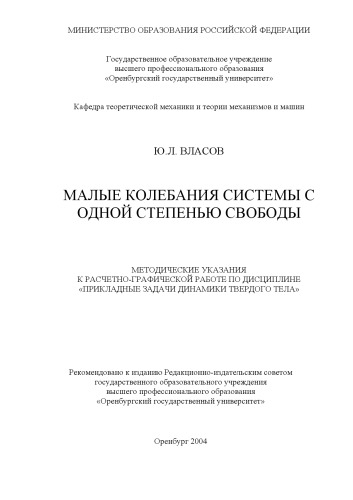 МИНИСТЕРСТВО ОБРАЗОВАНИЯ РОССИЙСКОЙ ФЕДЕРАЦИИ
Государственное образовательное учреждение
высшего профессионального образования
«Оренбургский государственный университет»
Кафедра теоретической механики и теории механизмов и машин
Ю.Л. ВЛАСОВ
МАЛЫЕ КОЛЕБАНИЯ СИСТЕМЫ С
ОДНОЙ СТЕПЕНЬЮ СВОБОДЫ
МЕТОДИЧЕСКИЕ УКАЗАНИЯ
К РАСЧЕТНО-ГРАФИЧЕСКОЙ РАБОТЕ ПО ДИСЦИПЛИНЕ
«ПРИКЛАДНЫЕ ЗАДАЧИ ДИНАМИКИ ТВЕРДОГО ТЕЛА»
Рекомендовано к изданию Редакционно-издательским советом
государственного образовательного учреждения
высшего профессионального образования
«Оренбургский государственный университет»
Оренбург 2004